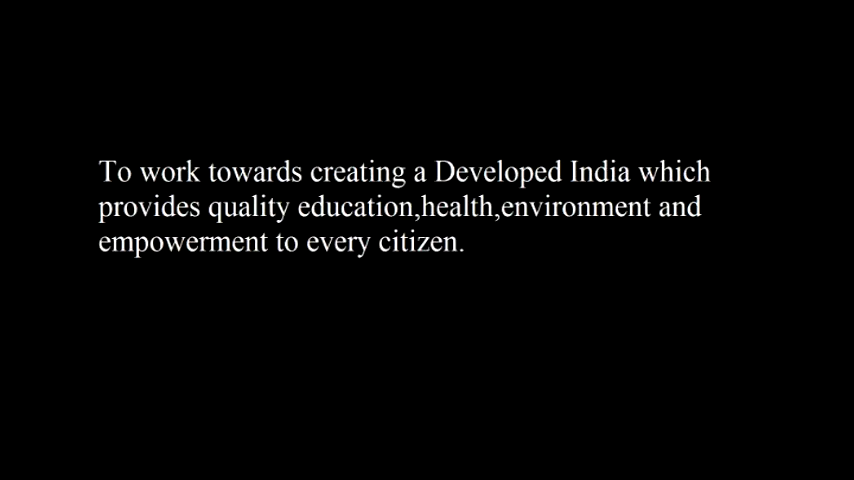 To work towards creating a Developed India which
provides quality education,health,environment and
empowerment to every citizen.